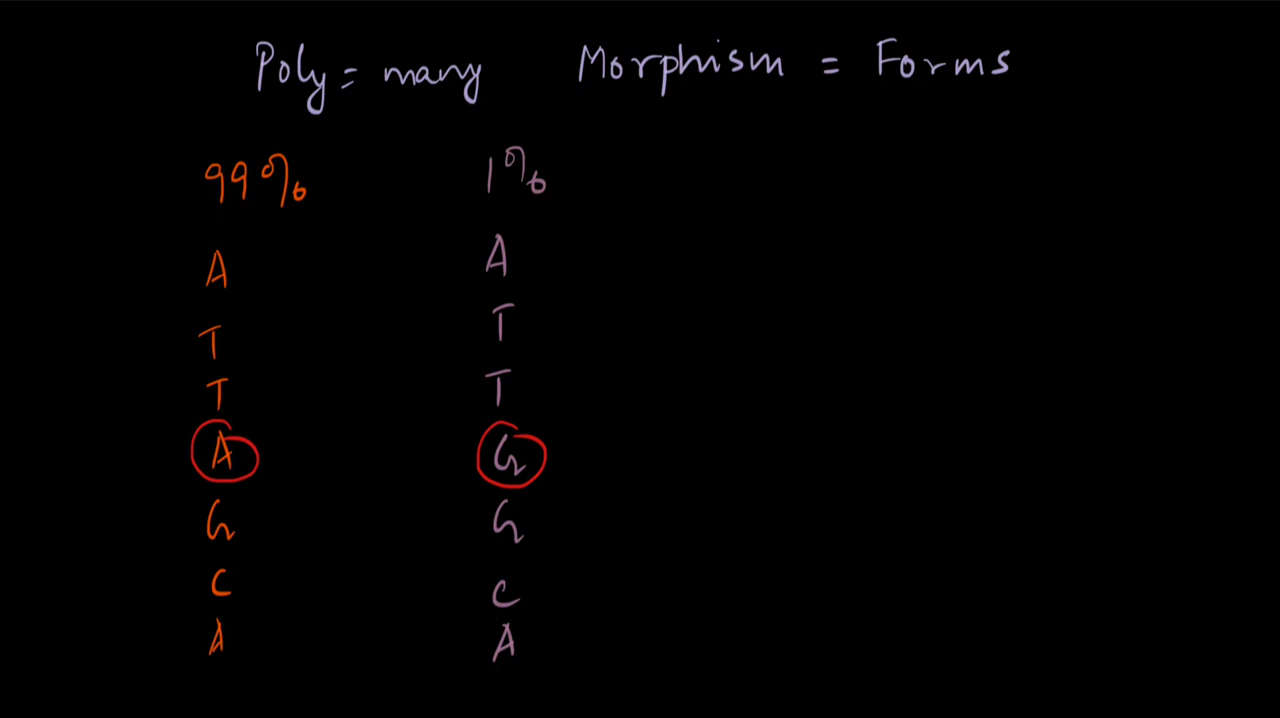 Poly = many Morphism = Forms
99% 1%
A A
T T
T T
A G
G G
C C
A A